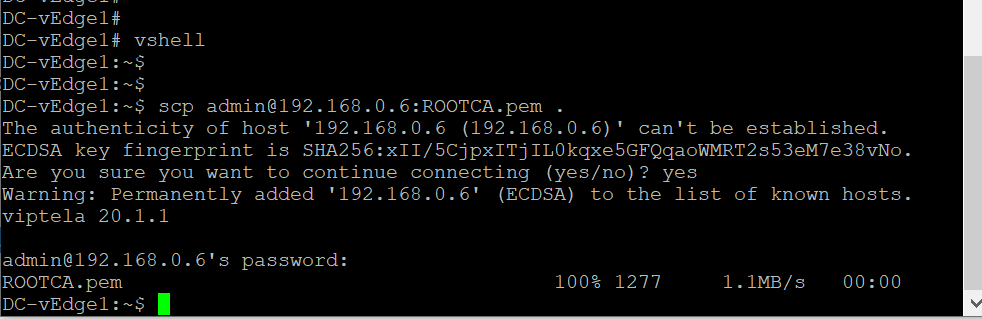 DC-vEdge1#
DC-vEdge1#
DC-vEdge1# vshell
DC-vEdge1:~$
DC-vEdge1:~$
DC-vEdge1:~$ scp admin@192.168.0.6:ROOTCA.pem .
The authenticity of host '192.168.0.6 (192.168.0.6)' can't be established.
ECDSA key fingerprint is SHA256:xII/5CjpxITjIL0kqxe5GFQqaoWMRT2s53eM7e38vNo.
Are you sure you want to continue connecting (yes/no)? yes
Warning: Permanently added '192.168.0.6' (ECDSA) to the list of known hosts.
viptela 20.1.1
admin@192.168.0.6's password:
ROOTCA.pem 100% 1277 1.1MB/s 00:00
DC-vEdge1:~$